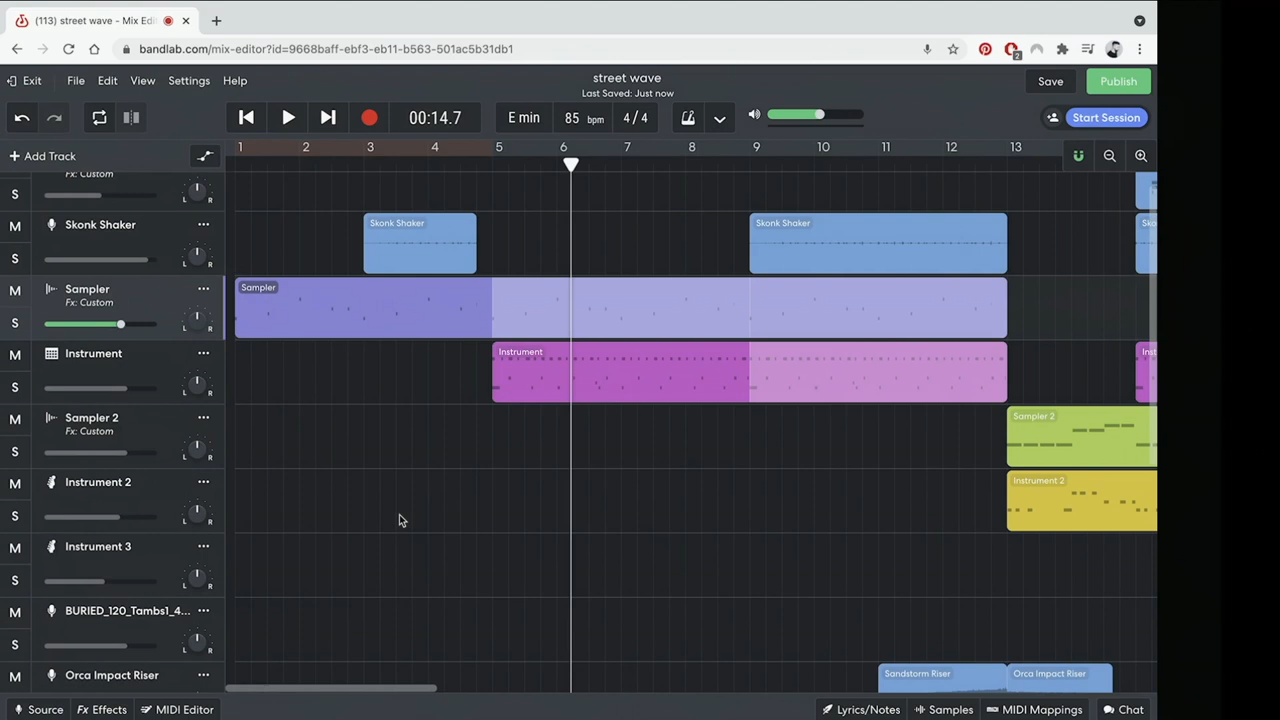 (113) street wave - Mix Edi
bandlab.com/mix-editor?id=9668baff-ebf3-eb11-b563-501ac5b31db1
2
Exit File Edit View Settings Help
street wave
Last Saved: Just now
Save Publish
00:14.7 E min 85 bpm 4 / 4 Start Session
Add Track
1 2 3 4 5 6 7 8 9 10 11 12 13
Fx: Custom
S L R
M Skonk Shaker
S L R
Skonk Shaker Skonk Shaker Sko
M Sampler
Fx: Custom
S L R
Sampler
M Instrument
S L R
Instrument Inst
M Sampler 2
Fx: Custom
S L R
Sampler 2
M Instrument 2
S L R
Instrument 2
M Instrument 3
S L R
M BURIED_120_Tambs1_4...
S L R
M Orca Impact Riser
Sandstorm Riser Orca Impact Riser
Source Effects MIDI Editor Lyrics/Notes Samples MIDI Mappings Chat